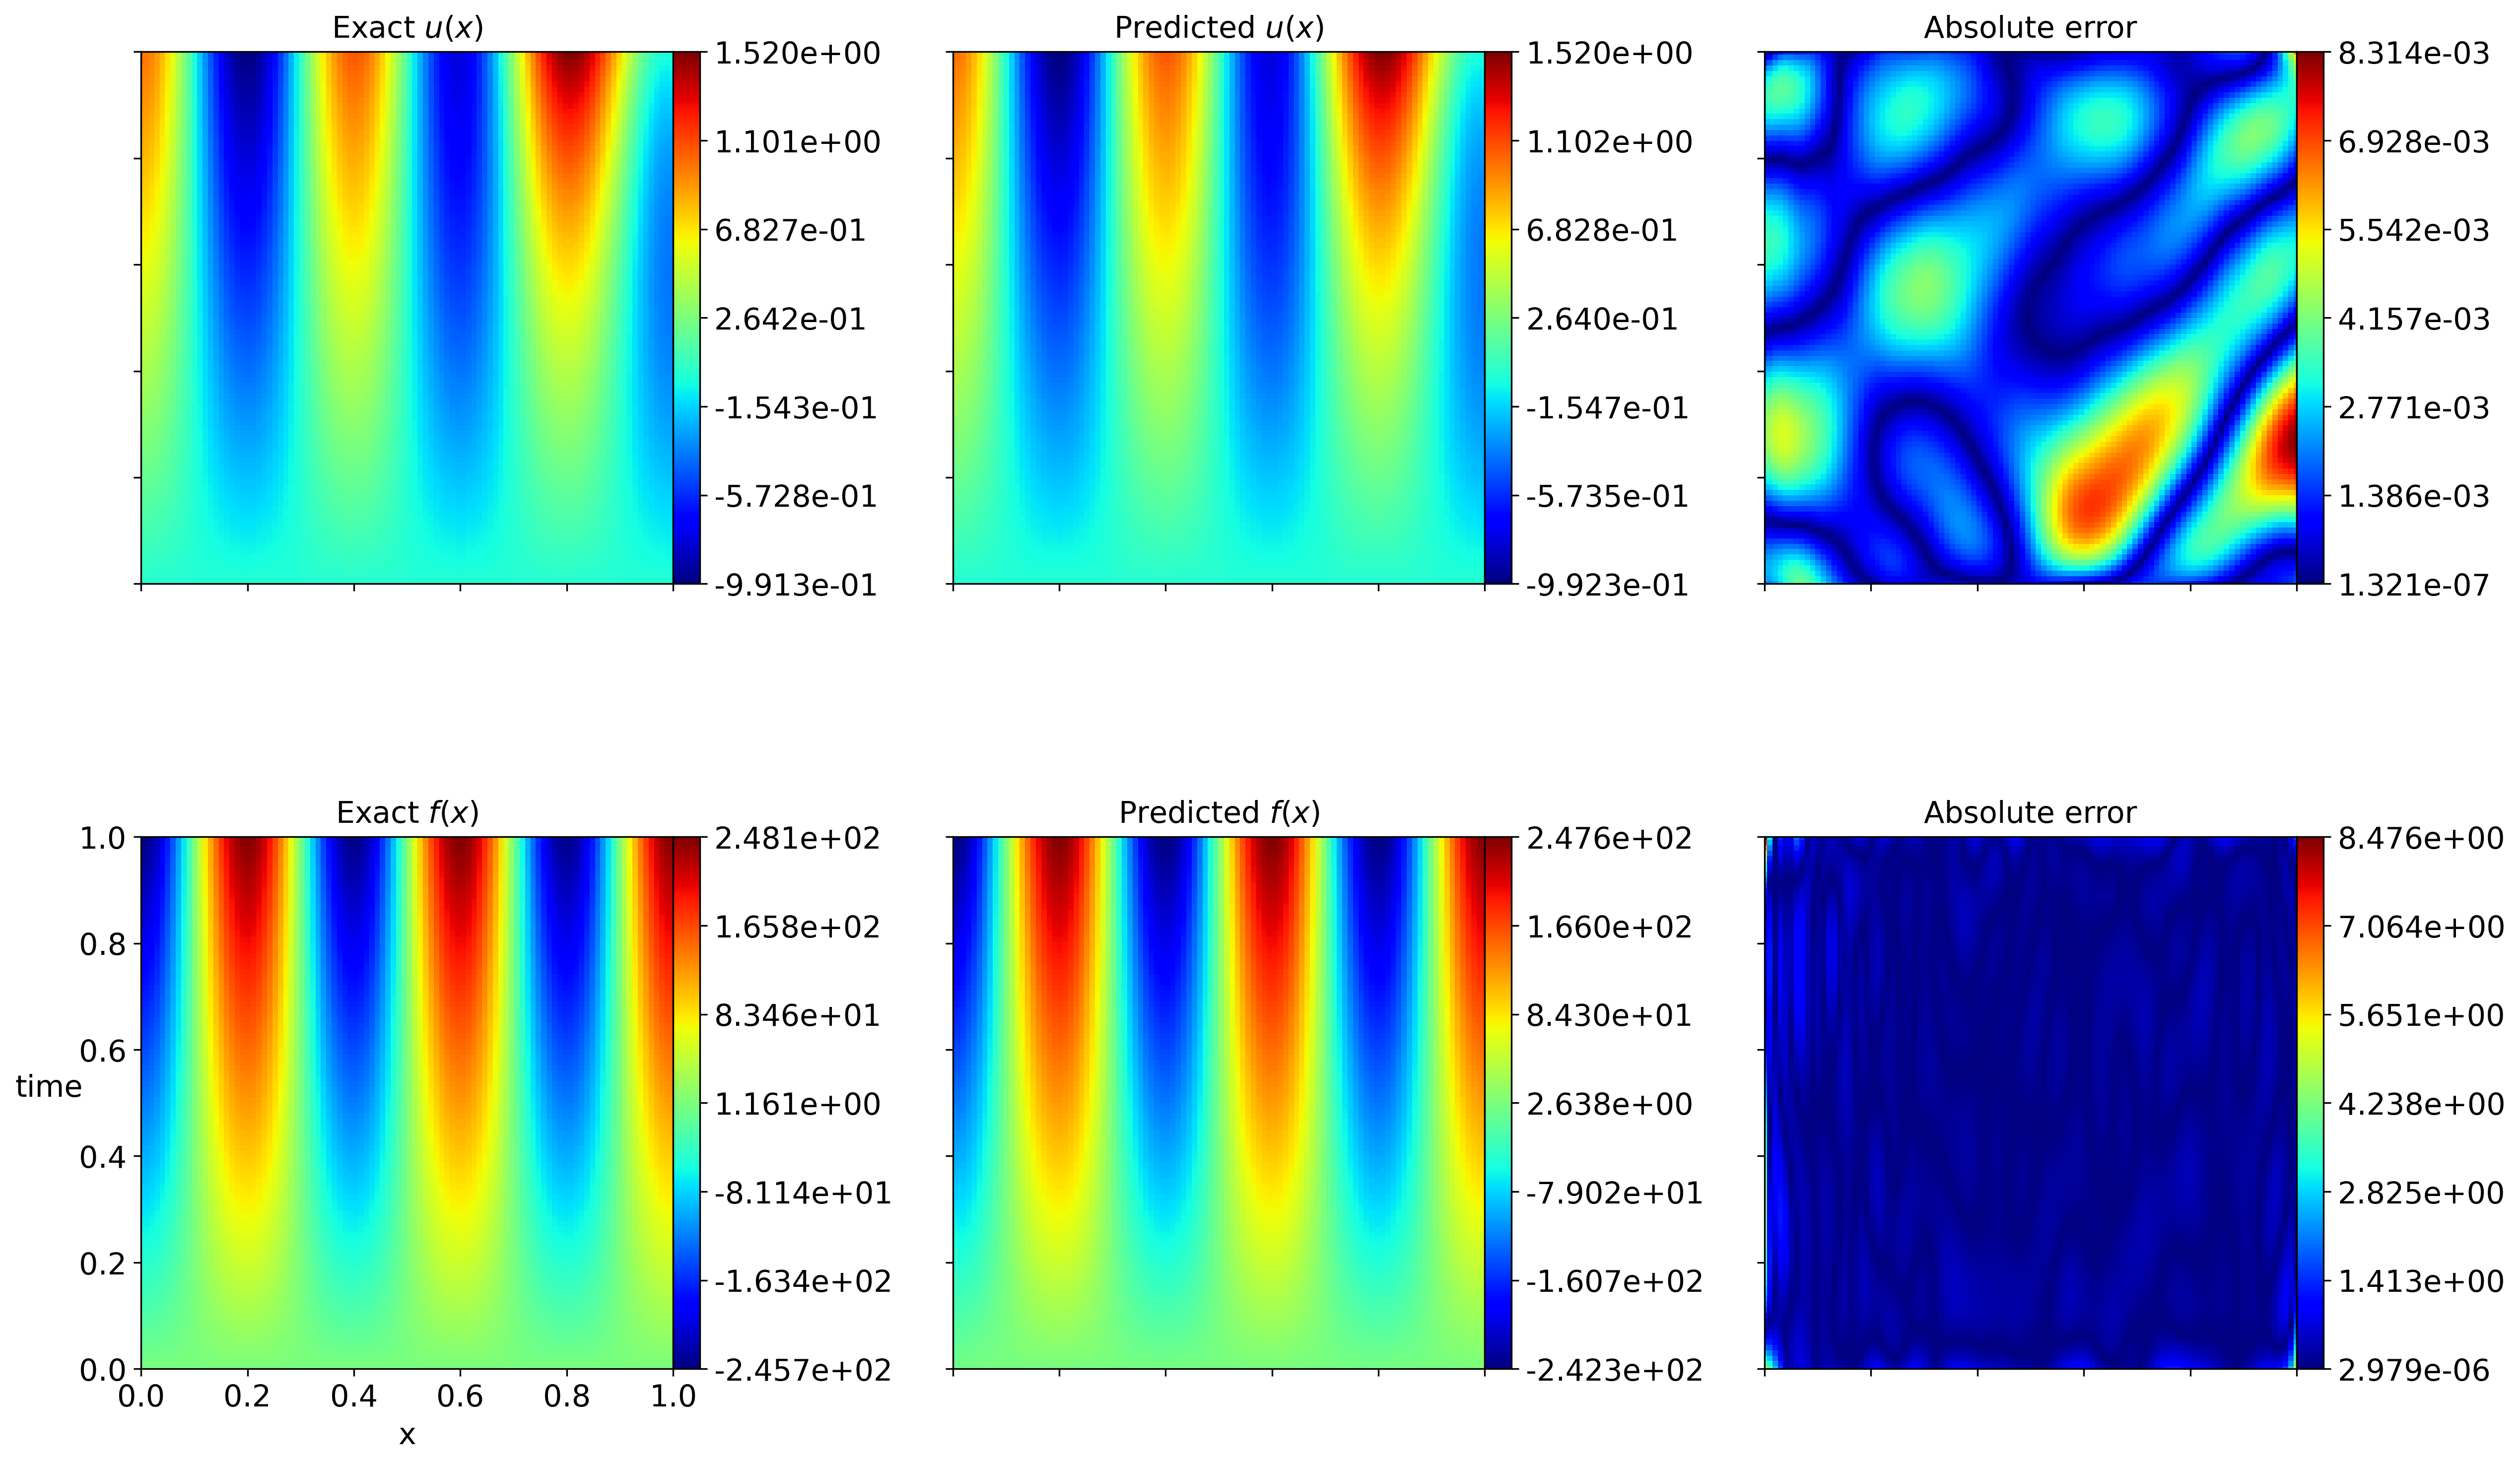 Exact u(x)
1.520e+00
1.101e+00
6.827e-01
2.642e-01
-1.543e-01
-5.728e-01
-9.913e-01
Predicted u(x)
1.520e+00
1.102e+00
6.828e-01
2.640e-01
-1.547e-01
-5.735e-01
-9.923e-01
Absolute error
8.314e-03
6.928e-03
5.542e-03
4.157e-03
2.771e-03
1.386e-03
1.321e-07
Exact f(x)
time
1.0
0.8
0.6
0.4
0.2
0.0
0.0 0.2 0.4 0.6 0.8 1.0
x
2.481e+02
1.658e+02
8.346e+01
1.161e+00
-8.114e+01
-1.634e+02
-2.457e+02
Predicted f(x)
2.476e+02
1.660e+02
8.430e+01
2.638e+00
-7.902e+01
-1.607e+02
-2.423e+02
Absolute error
8.476e+00
7.064e+00
5.651e+00
4.238e+00
2.825e+00
1.413e+00
2.979e-06